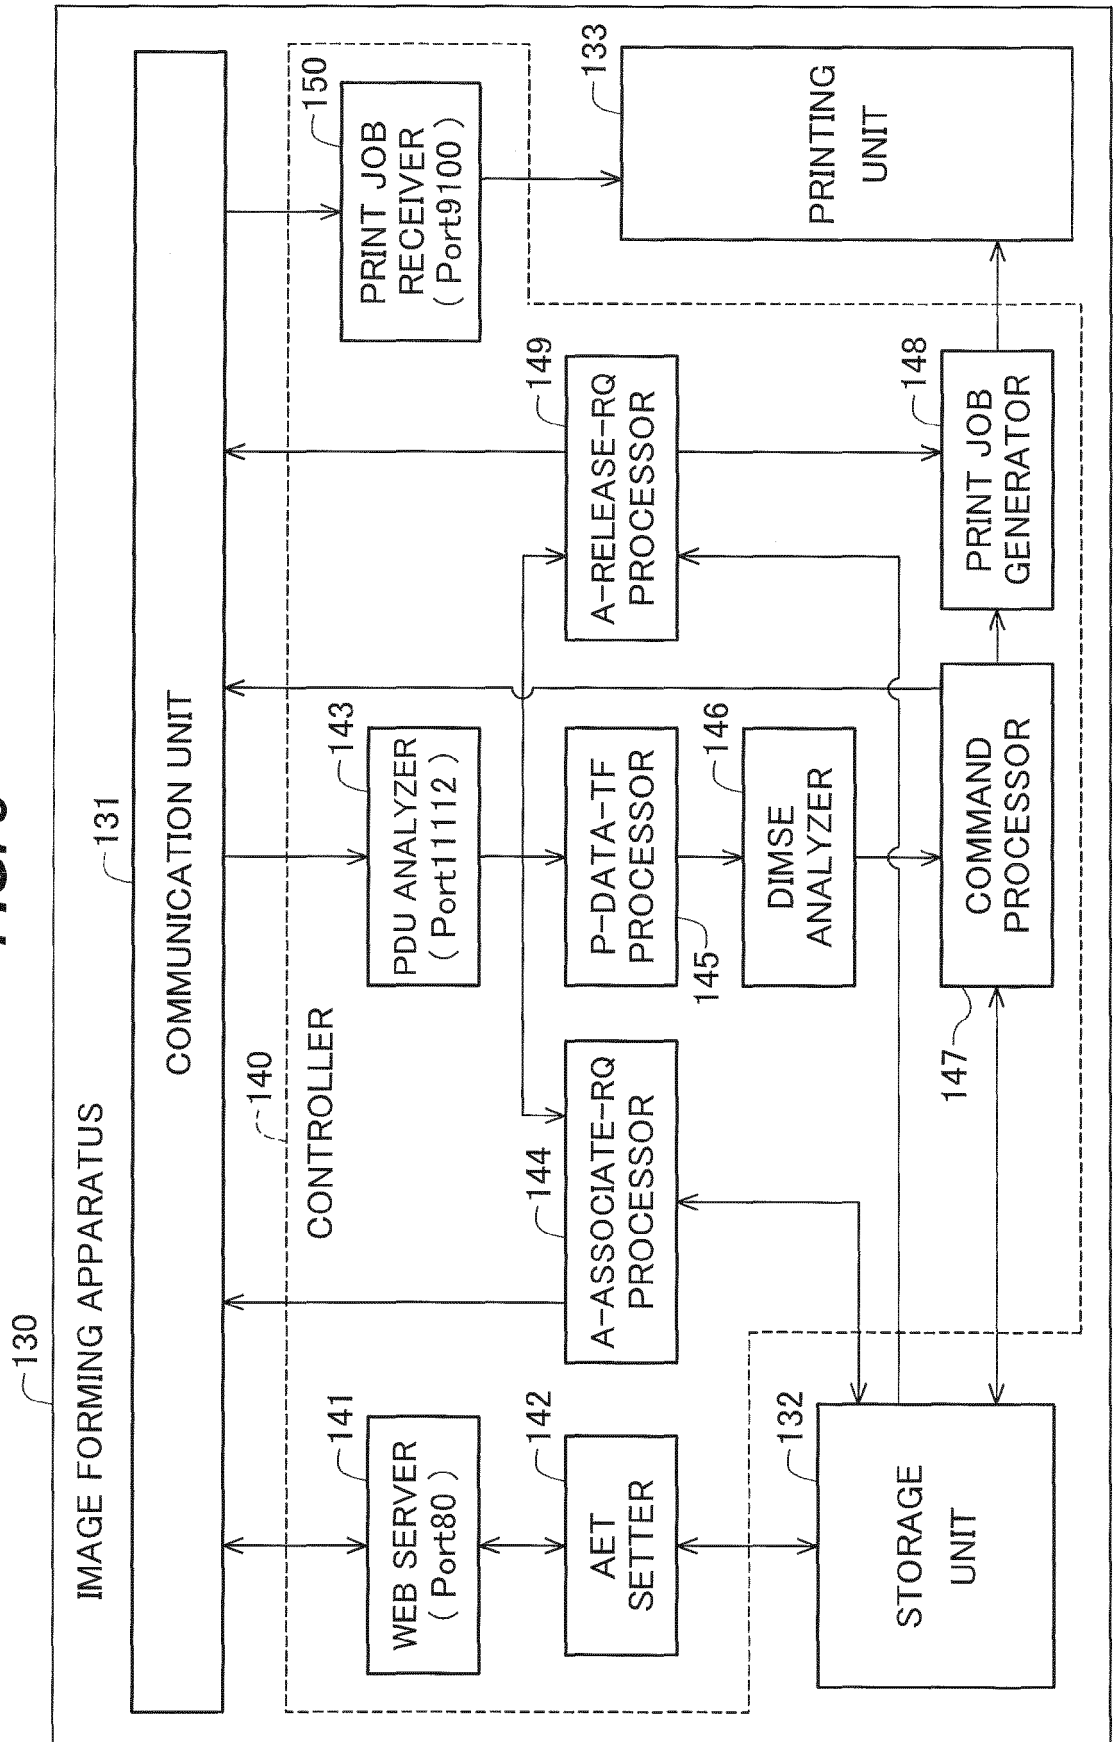 130
IMAGE FORMING APPARATUS
131
COMMUNICATION UNIT
140
CONTROLLER
141
WEB SERVER
( Port80 )
142
AET
SETTER
132
STORAGE
UNIT
144
A-ASSOCIATE-RQ
PROCESSOR
143
PDU ANALYZER
( Port11112 )
145
P-DATA-TF
PROCESSOR
146
DIMSE
ANALYZER
147
COMMAND
PROCESSOR
149
A-RELEASE-RQ
PROCESSOR
148
PRINT JOB
GENERATOR
150
PRINT JOB
RECEIVER
( Port9100 )
133
PRINTING
UNIT